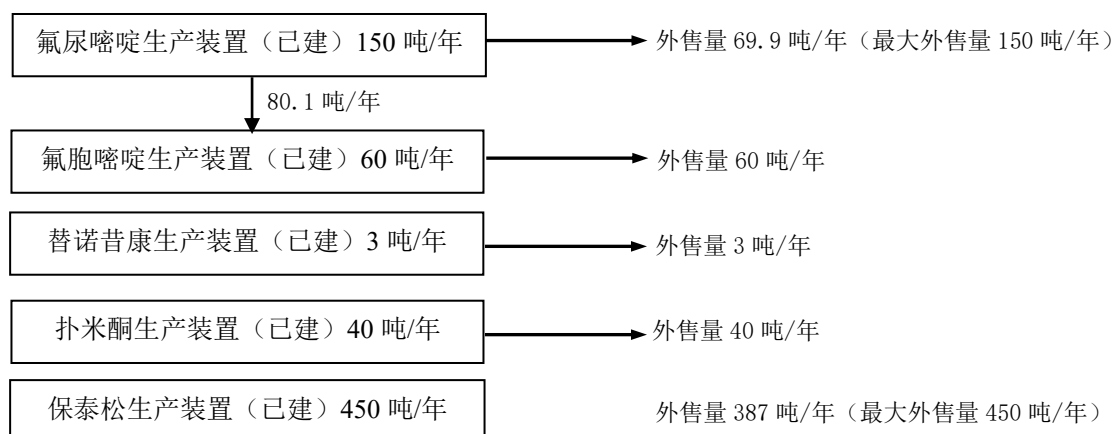 氟尿嘧啶生产装置（已建）150 吨/年
外售量 69.9 吨/年（最大外售量 150 吨/年）
80.1 吨/年
氟胞嘧啶生产装置（已建）60 吨/年
外售量 60 吨/年
替诺昔康生产装置（已建）3 吨/年
外售量 3 吨/年
扑米酮生产装置（已建）40 吨/年
外售量 40 吨/年
保泰松生产装置（已建）450 吨/年
外售量 387 吨/年（最大外售量 450 吨/年）